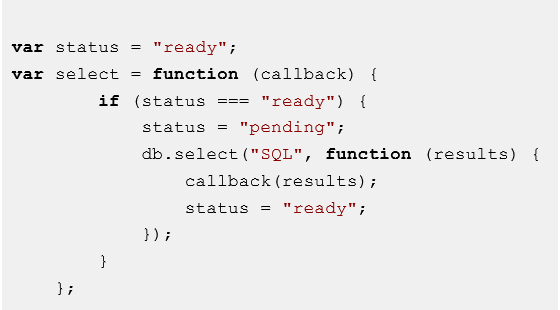 var status = "ready";
var select = function (callback) {
if (status === "ready") {
status = "pending";
db.select("SQL", function (results) {
callback(results);
status = "ready";
});
}
};